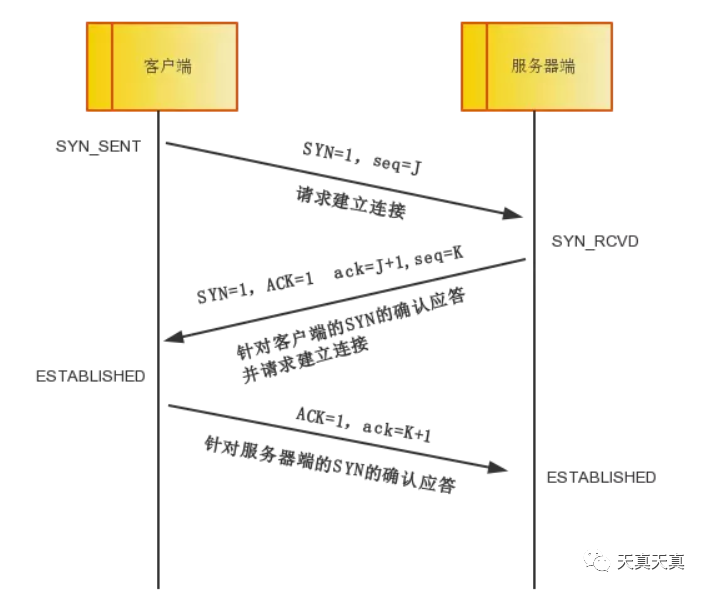 客户端
服务器端
SYN_SENT
SYN=1, seq=J
请求建立连接
SYN_RCVD
SYN=1, ACK=1 ack=J+1,seq=K
针对客户端的SYN的确认应答
并请求建立连接
ESTABLISHED
ACK=1, ack=K+1
针对服务器端的SYN的确认应答
ESTABLISHED
天真天真